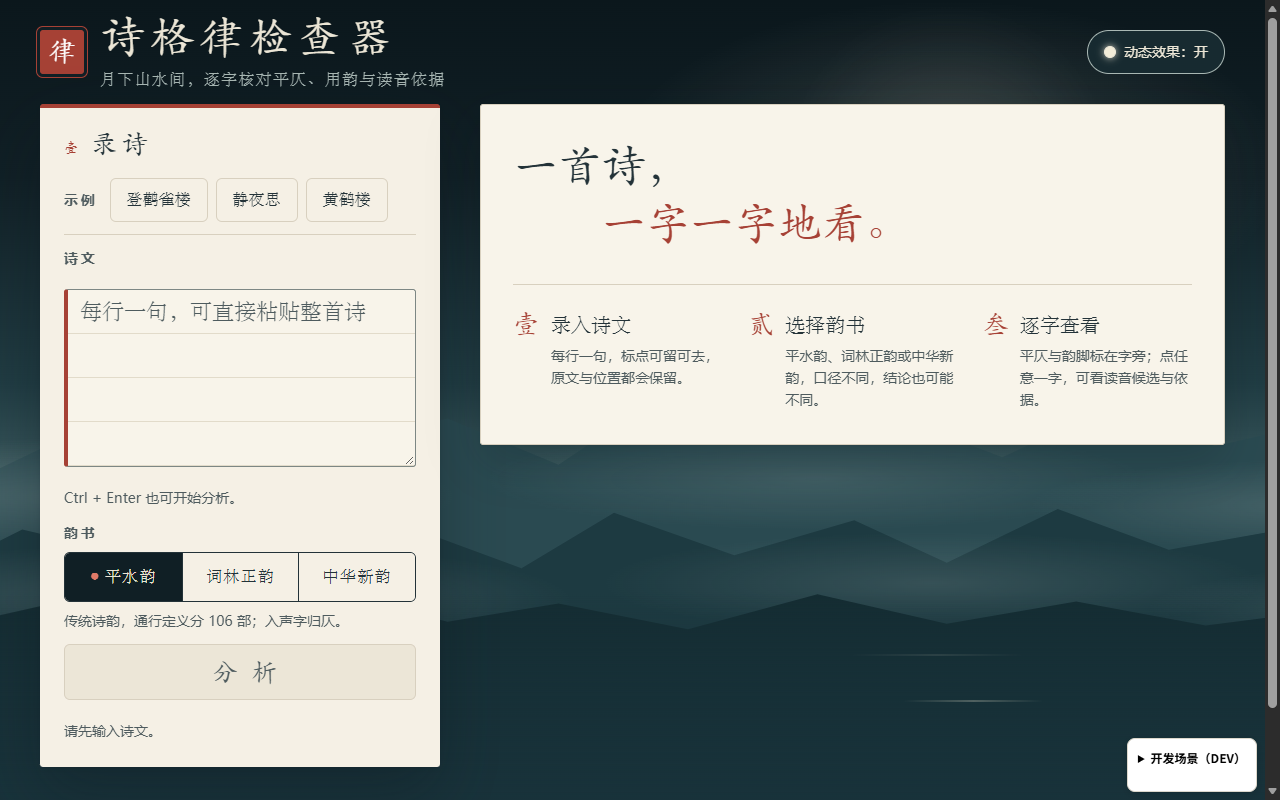 律
诗格律检查器
月下山水间，逐字核对平仄、用韵与读音依据
动态效果：开
壹 录诗
示例 登鹳雀楼 静夜思 黄鹤楼
诗文
每行一句，可直接粘贴整首诗
Ctrl + Enter 也可开始分析。
韵书
平水韵 词林正韵 中华新韵
传统诗韵，通行定义分 106 部；入声字归仄。
分析
请先输入诗文。
一首诗，
一字一字地看。
壹 录入诗文
每行一句，标点可留可去，
原文与位置都会保留。
贰 选择韵书
平水韵、词林正韵或中华新
韵，口径不同，结论也可能
不同。
叁 逐字查看
平仄与韵脚标在字旁；点任
意一字，可看读音候选与依
据。
开发场景（DEV）